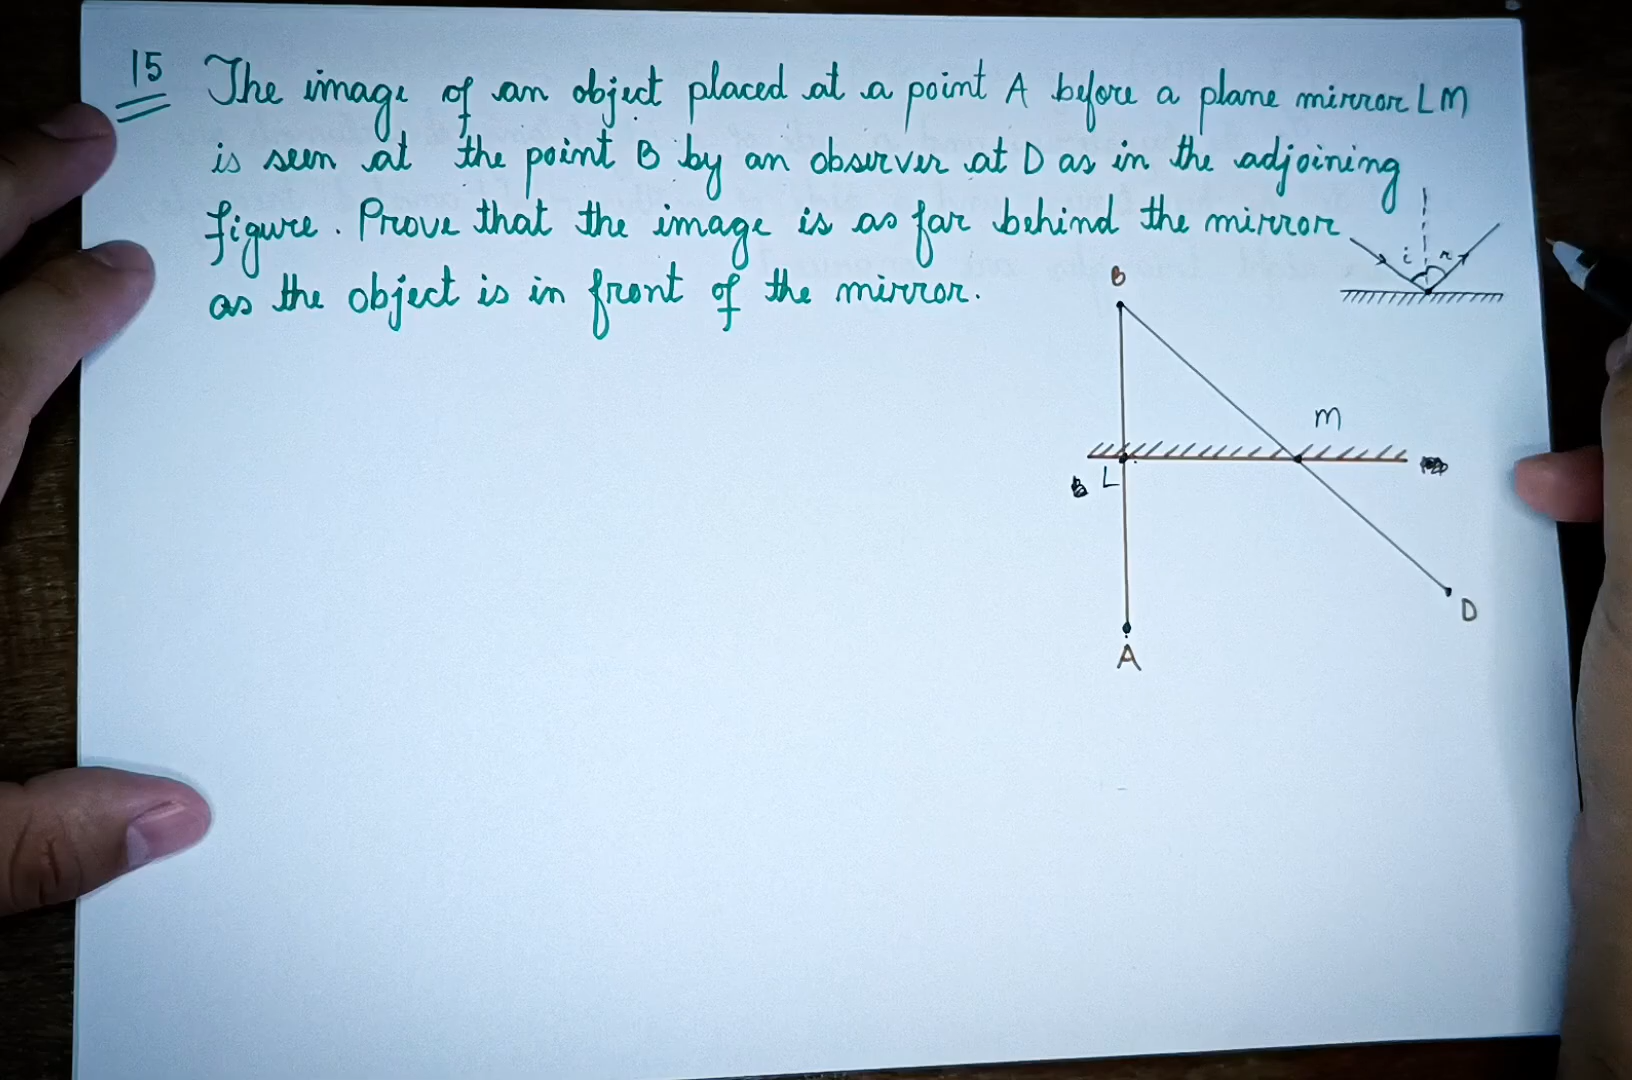 15 The image of an object placed at a point A before a plane mirror LM
is seen at the point B by an observer at D as in the adjoining
figure. Prove that the image is as far behind the mirror
as the object is in front of the mirror.
i r
B
M
L
D
A